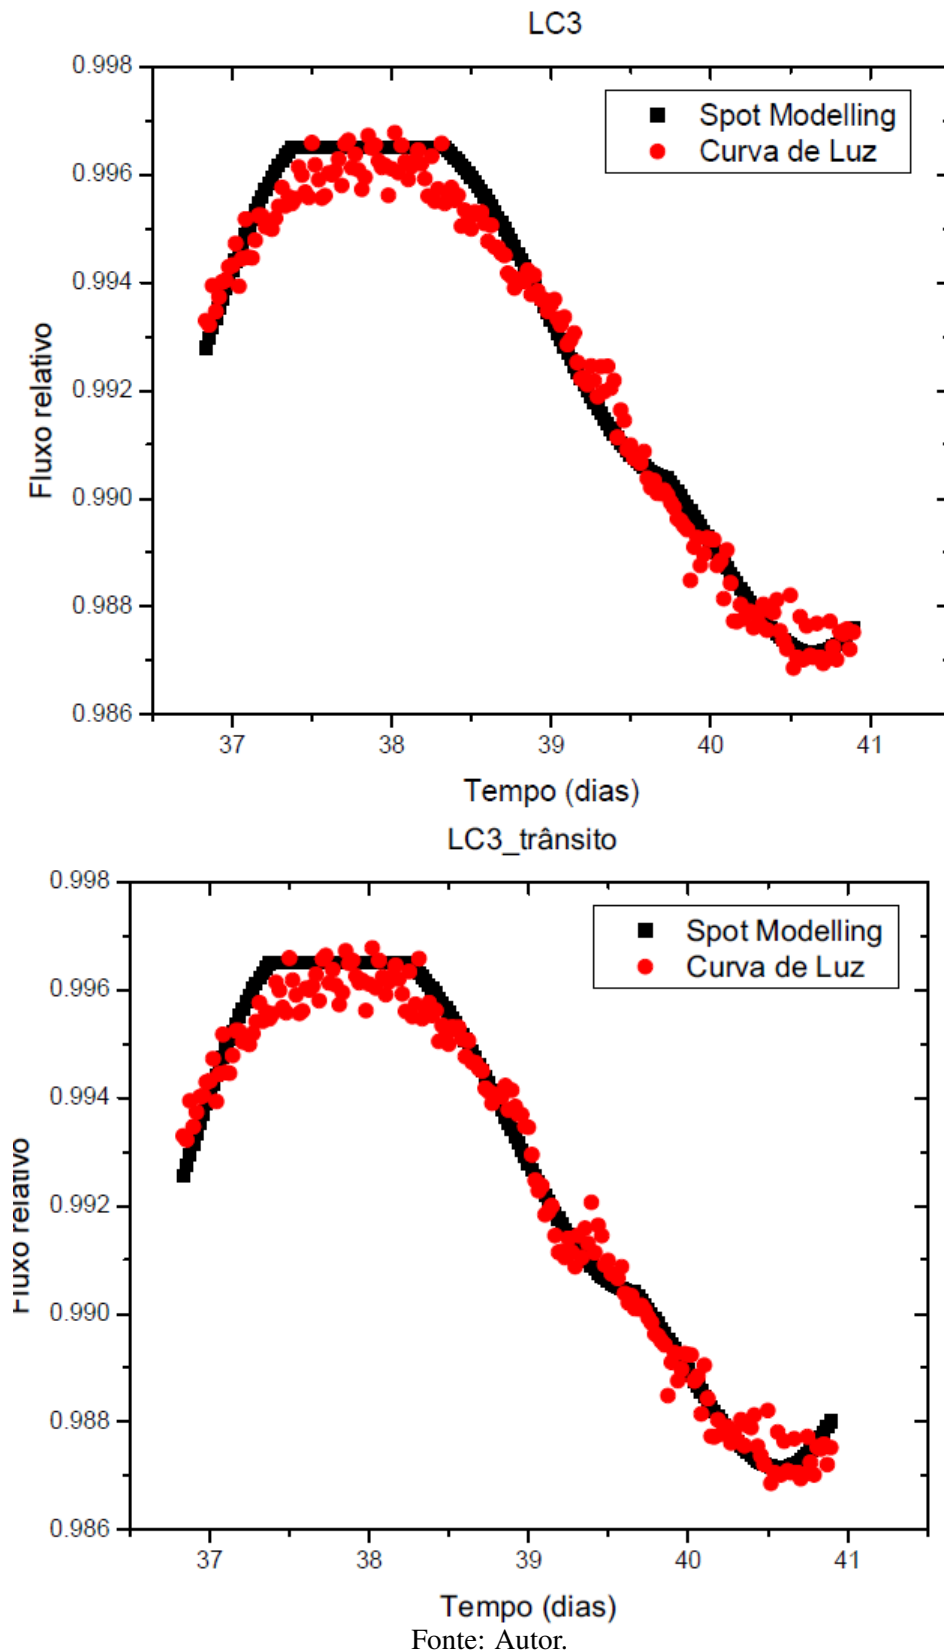 LC3
0.998
0.996
0.994
0.992
0.990
0.988
0.986
Fluxo relativo
Spot Modelling
Curva de Luz
37 38 39 40 41
Tempo (dias)
LC3_trânsito
0.998
0.996
0.994
0.992
0.990
0.988
0.986
Fluxo relativo
Spot Modelling
Curva de Luz
37 38 39 40 41
Tempo (dias)
Fonte: Autor.